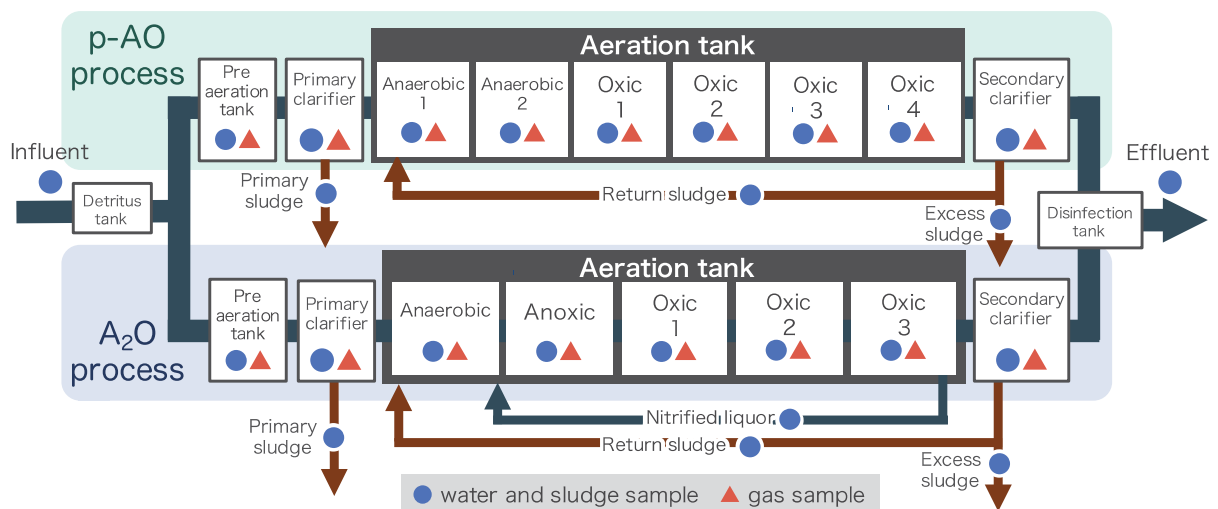 p-AO
process
Aeration tank
Pre
aeration
tank
Primary
clarifier
Anaerobic
1
Anaerobic
2
Oxic
1
Oxic
2
Oxic
3
Oxic
4
Secondary
clarifier
Influent
Effluent
Detritus
tank
Primary
sludge
Return sludge
Excess
sludge
Disinfection
tank
A2O
process
Aeration tank
Pre
aeration
tank
Primary
clarifier
Anaerobic
Anoxic
Oxic
1
Oxic
2
Oxic
3
Secondary
clarifier
Primary
sludge
Nitrified liquor
Return sludge
Excess
sludge
water and sludge sample
gas sample